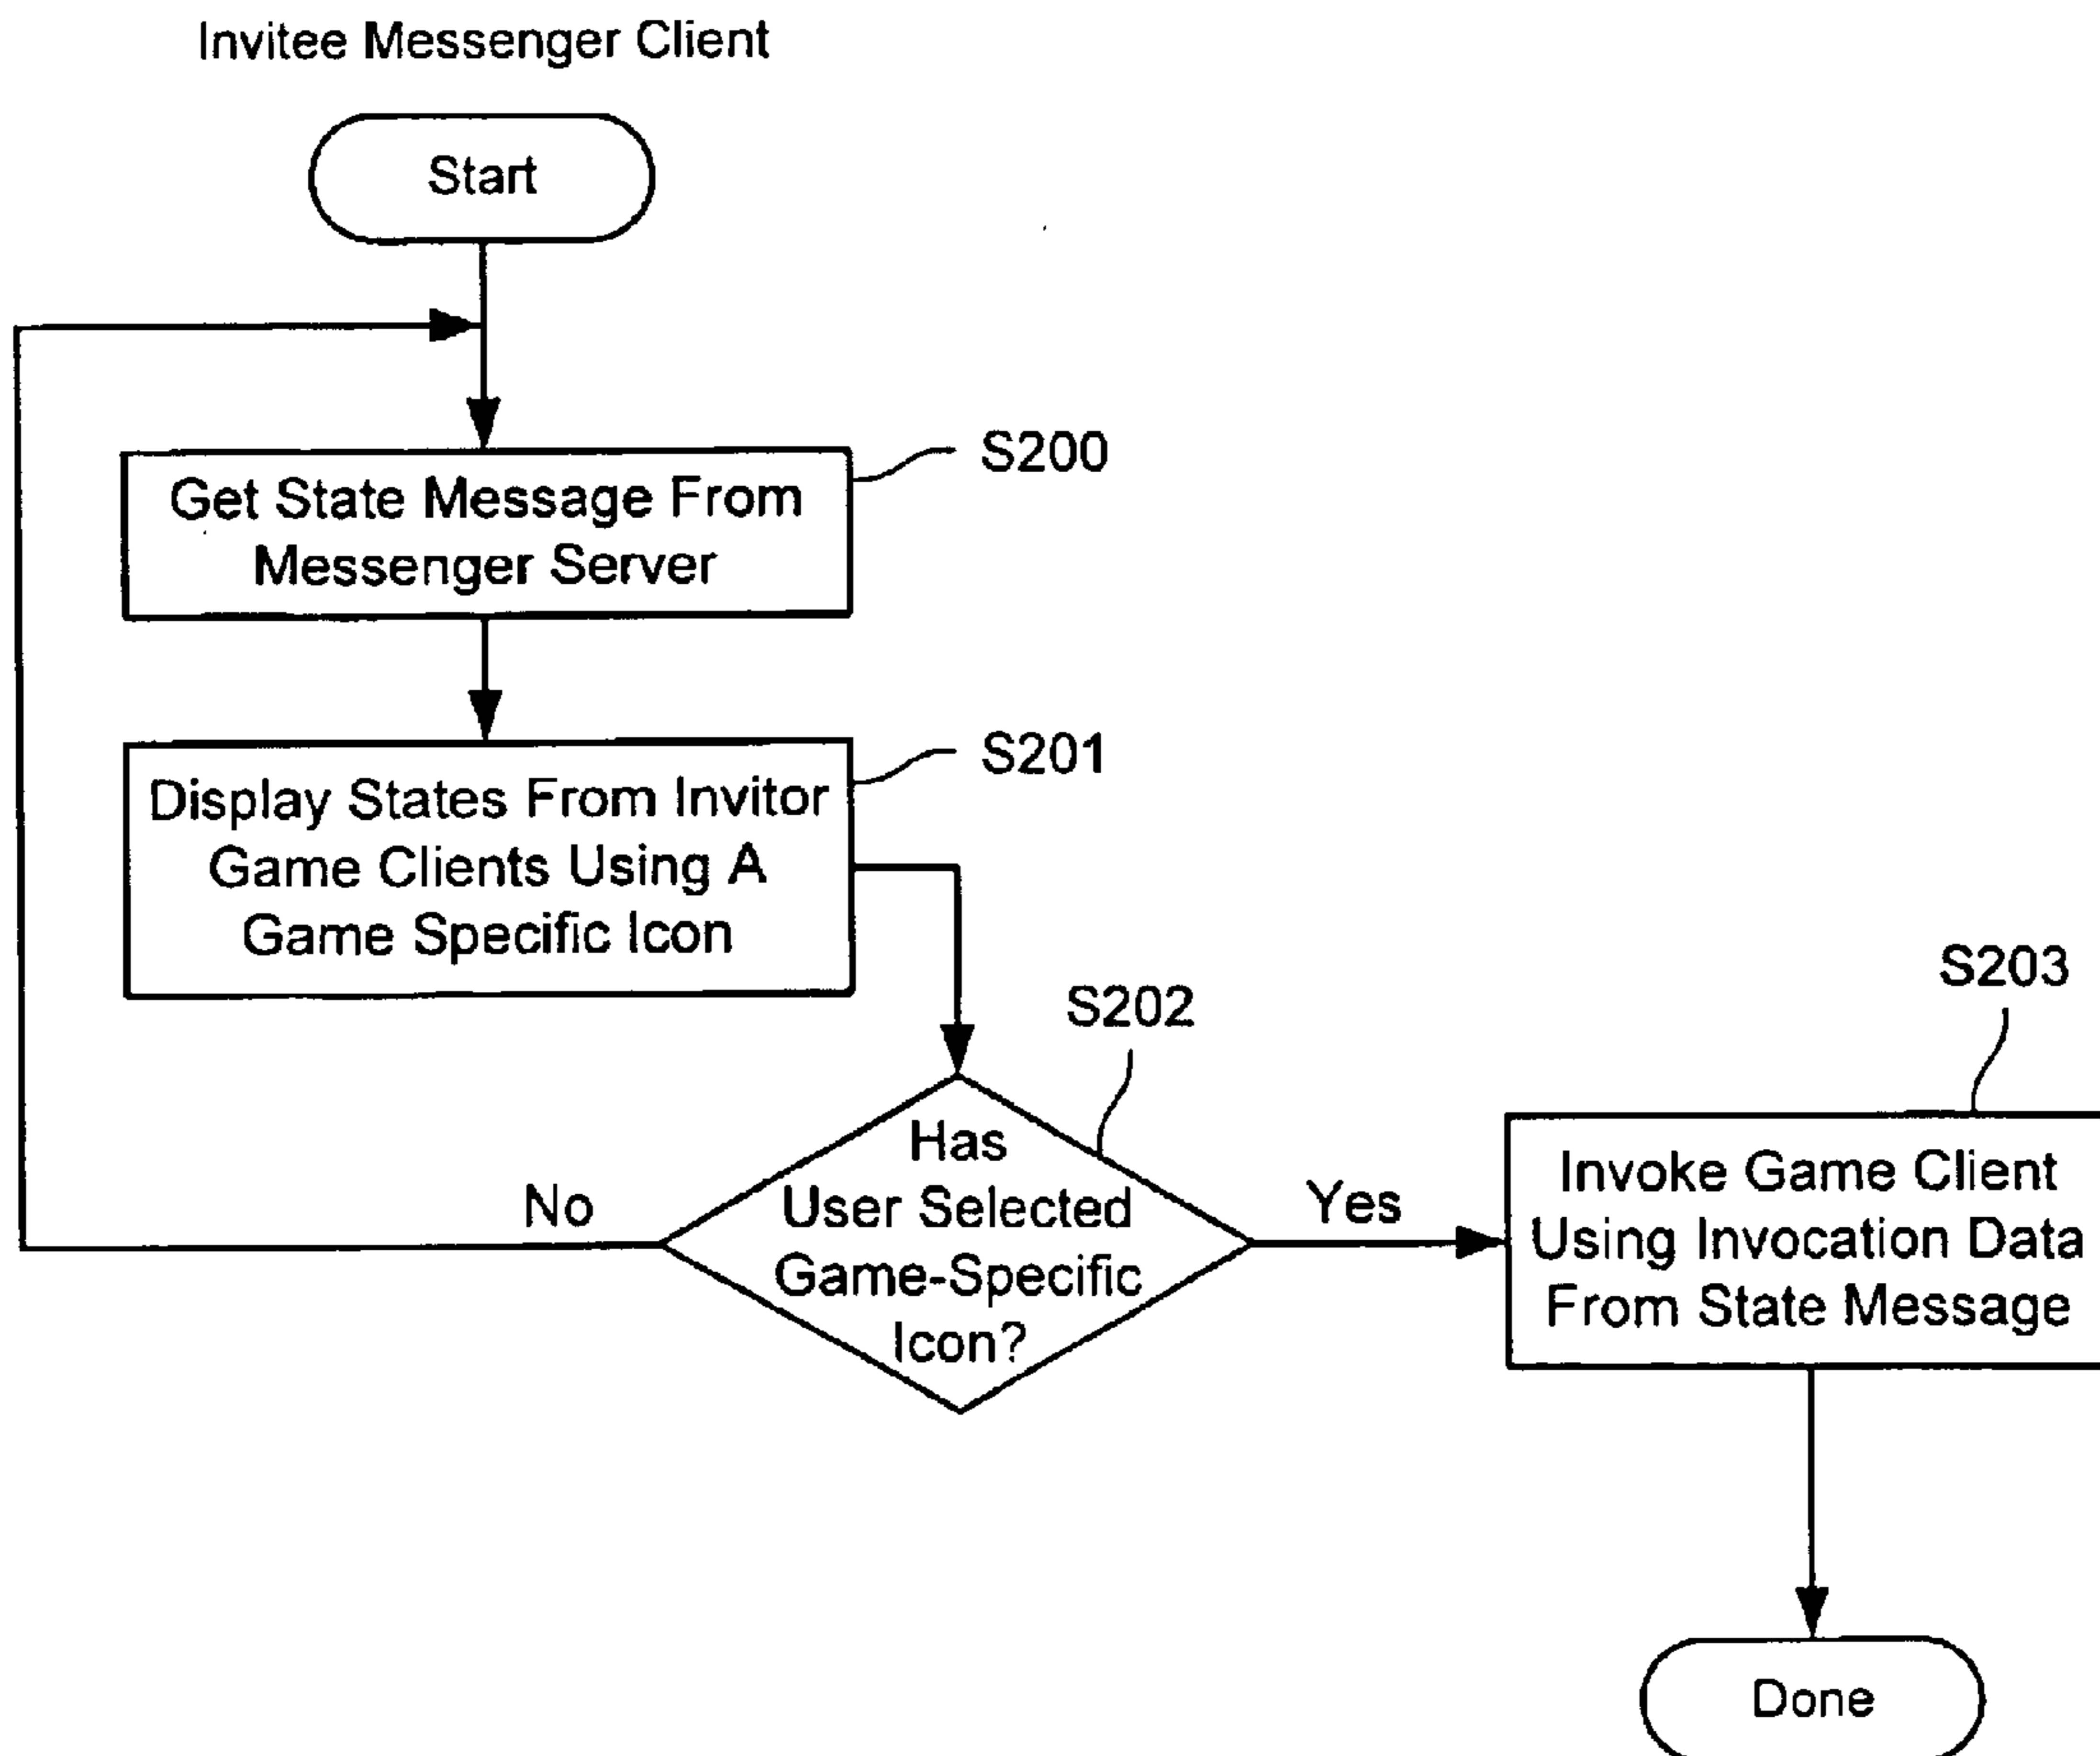 Invitee Messenger Client
Start
S200
Get State Message From
Messenger Server
S201
Display States From Invitor
Game Clients Using A
Game Specific Icon
S202
Has
User Selected
Game-Specific
Icon?
No
Yes
S203
Invoke Game Client
Using Invocation Data
From State Message
Done